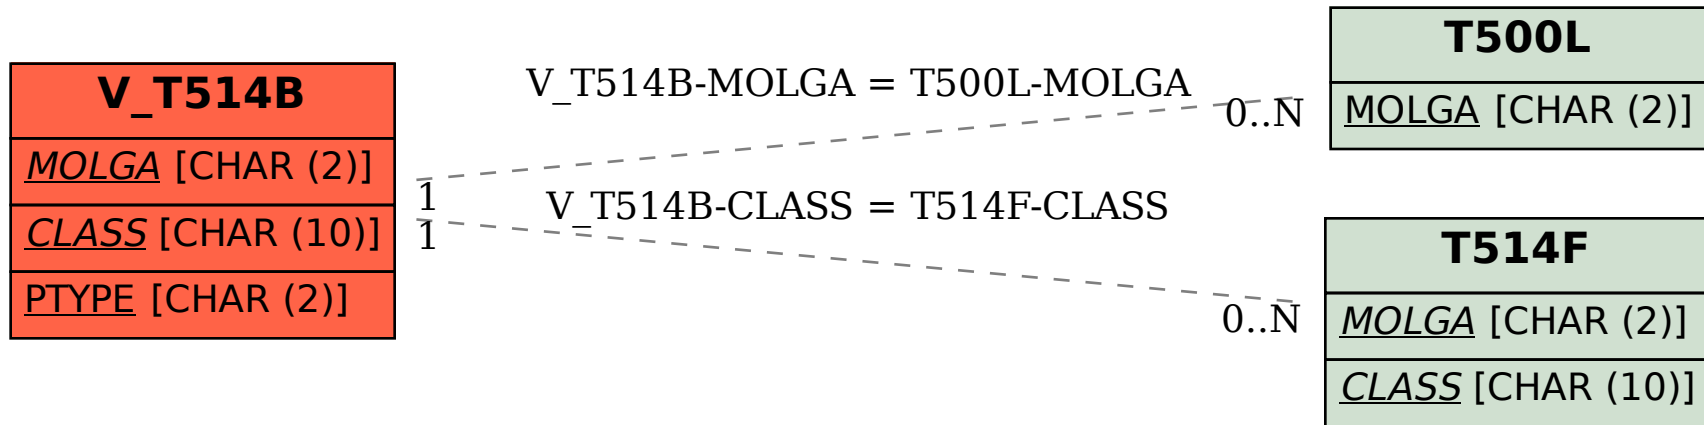 V_T514B
MOLGA [CHAR (2)]
CLASS [CHAR (10)]
PTYPE [CHAR (2)]
V_T514B-MOLGA = T500L-MOLGA
1
0..N
V_T514B-CLASS = T514F-CLASS
1
0..N
T500L
MOLGA [CHAR (2)]
T514F
MOLGA [CHAR (2)]
CLASS [CHAR (10)]